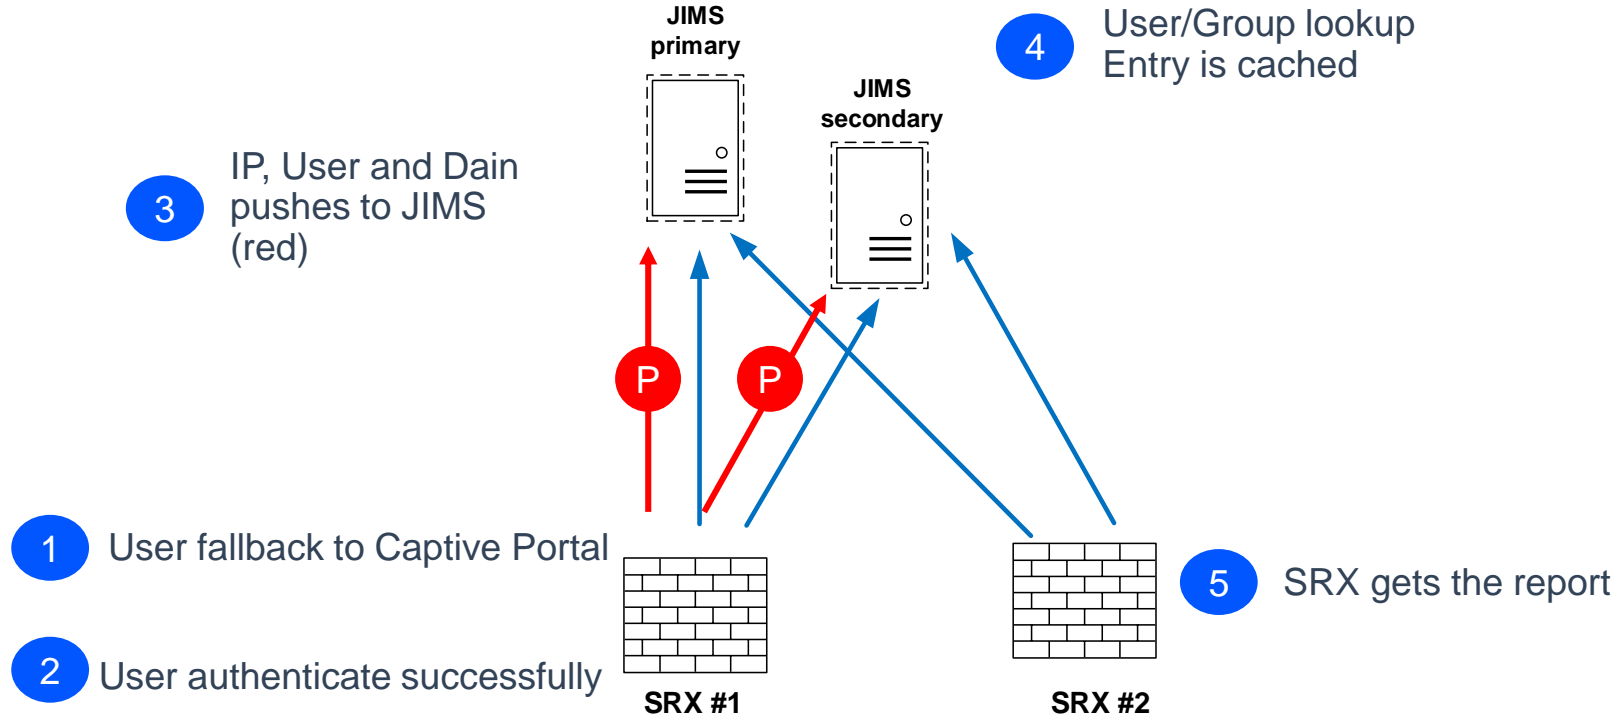 JIMS
primary
4
User/Group lookup
Entry is cached
JIMS
secondary
3
IP, User and Dain
pushes to JIMS
(red)
P
P
1
User fallback to Captive Portal
5
SRX gets the report
2
User authenticate successfully
SRX #1
SRX #2